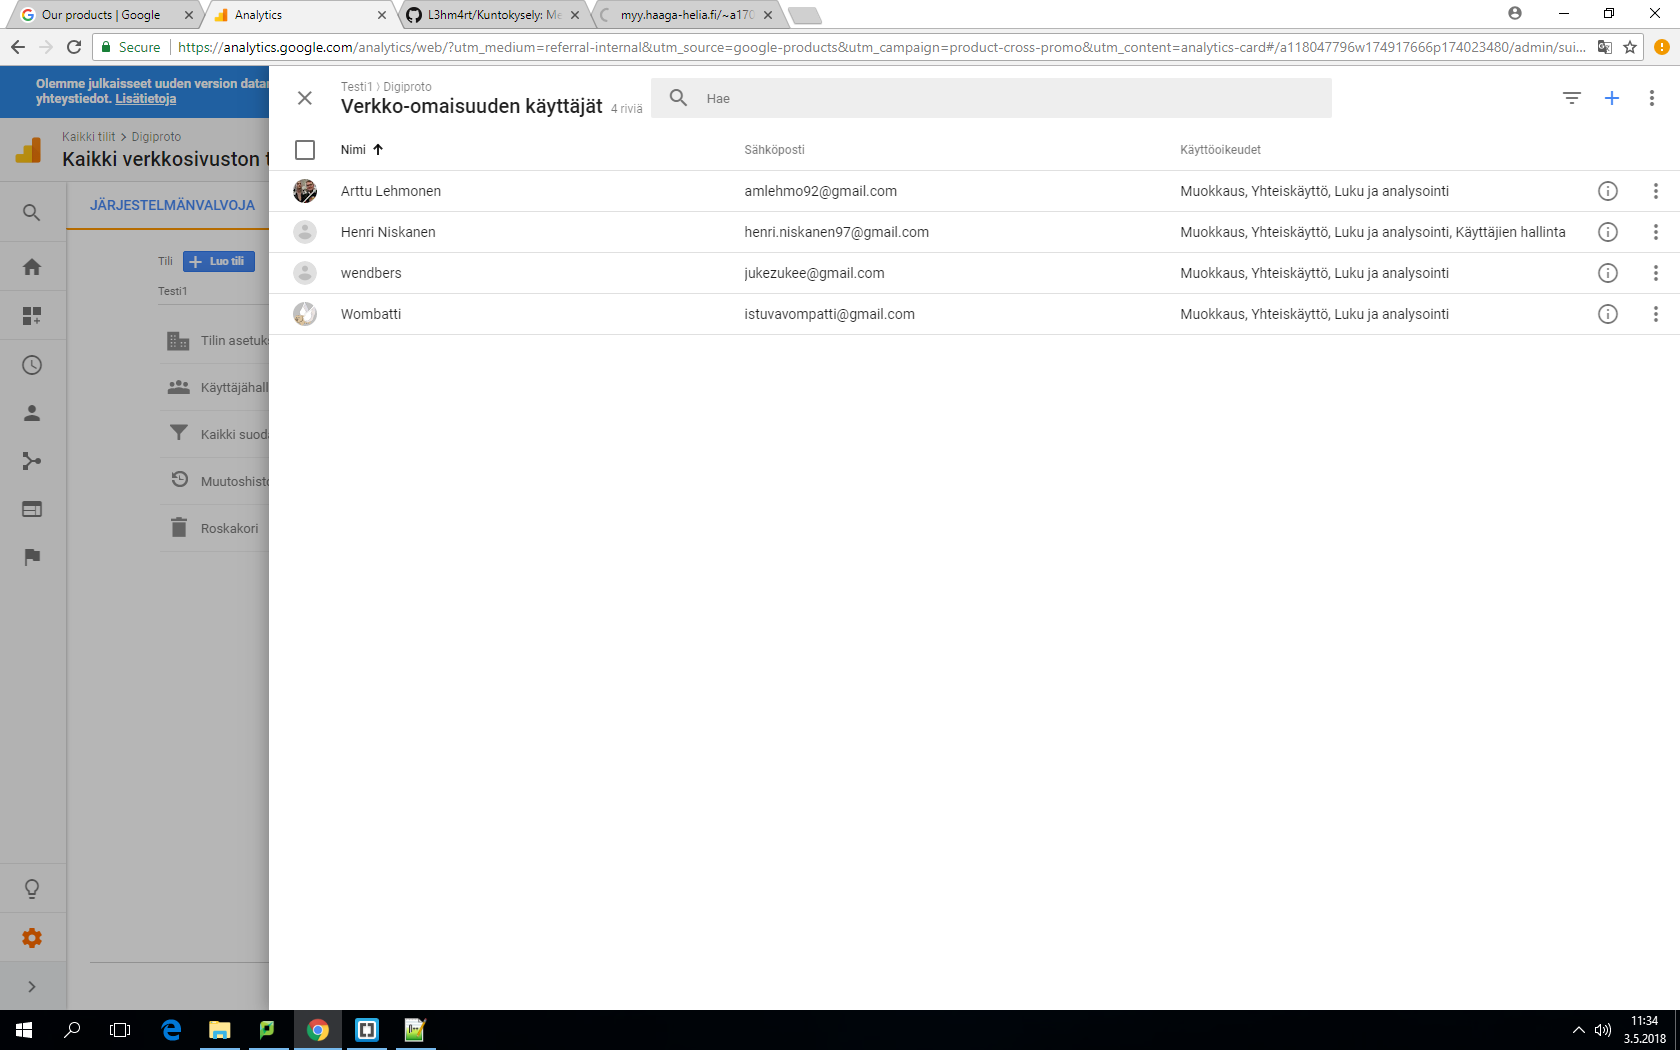 Our products | Google
Analytics
L3hm4rt/Kuntokysely: Me
myy.haaga-helia.fi/~a170
Secure
https://analytics.google.com/analytics/web/?utm_medium=referral-internal&utm_source=google-products&utm_campaign=product-cross-promo&utm_content=analytics-card#/a118047796w174917666p174023480/admin/sui...
Olemme julkaisseet uuden version datan
yhteystiedot. Lisätietoja
Kaikki tilit > Digiproto
Kaikki verkkosivuston t
JÄRJESTELMÄNVALVOJA
Tili
+ Luo tili
Testi1
Tilin asetuks
Käyttäjähall
Kaikki suoda
Muutoshisto
Roskakori
Testi1 > Digiproto
Verkko-omaisuuden käyttäjät 4 riviä
Hae
Nimi Sähköposti Käyttöoikeudet
Arttu Lehmonen amlehmo92@gmail.com Muokkaus, Yhteiskäyttö, Luku ja analysointi
Henri Niskanen henri.niskanen97@gmail.com Muokkaus, Yhteiskäyttö, Luku ja analysointi, Käyttäjien hallinta
wendbers jukezukee@gmail.com Muokkaus, Yhteiskäyttö, Luku ja analysointi
Wombatti istuvavompatti@gmail.com Muokkaus, Yhteiskäyttö, Luku ja analysointi
11:34
3.5.2018